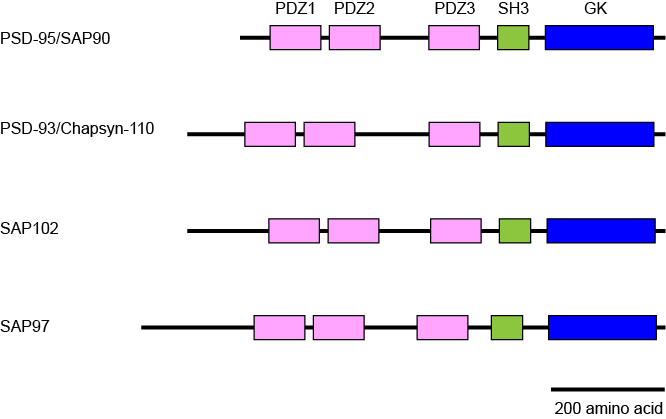 PDZ1 PDZ2 PDZ3 SH3 GK
PSD-95/SAP90
PSD-93/Chapsyn-110
SAP102
SAP97
200 amino acid